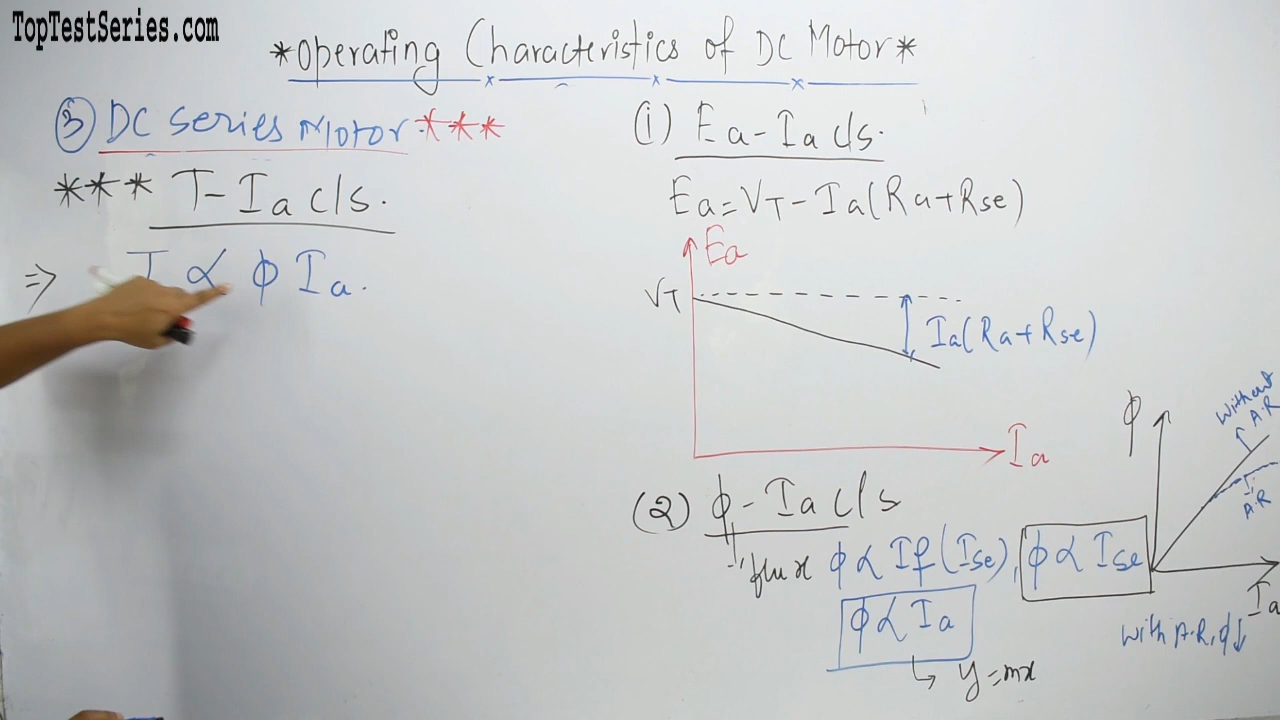 TopTestSeries.com
*Operating Characteristics of DC Motor*
③ DC Series Motor ***
*** T-Ia c/s.
⇒ T ∝ ϕ Ia.
(1) Ea-Ia c/s.
Ea = VT - Ia(Ra+Rse)
Ea
VT
Ia(Ra+Rse)
Ia
(2) ϕ- Ia c/s
flux ϕ ∝ If(Ise), ϕ ∝ Ise
ϕ ∝ Ia
↳ y=mx
ϕ
Without
A.R
A.R
Ia
With A.R, ϕ↓